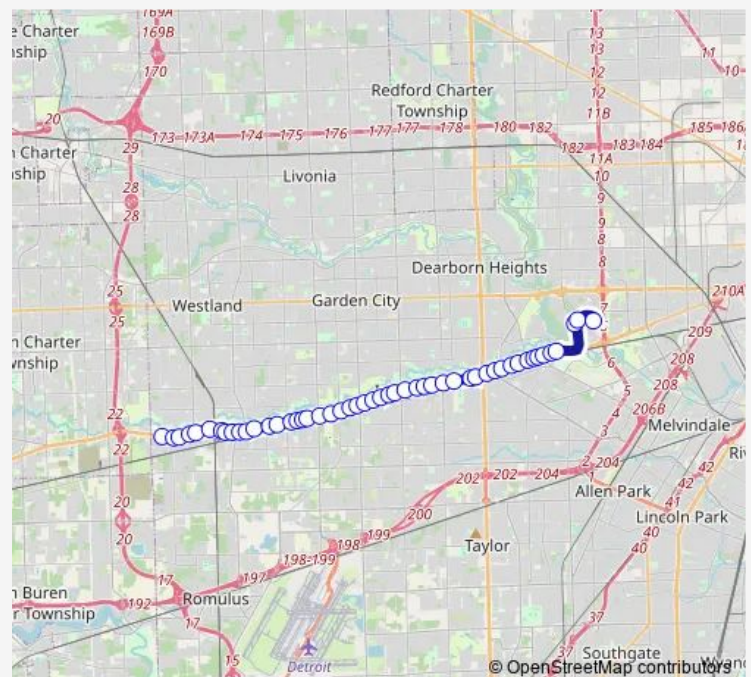 169A
169B
170
e Charter
nship
13
13
12
12
11B
11
10
Redford Charter
Township
20
173 173A 174 175 176 177 177 178 180 182
182 183 184
185 186
29
11A
10
n Charter
nship
Livonia
28
28
9
9
8
8
Dearborn Heights
25
25
Westland
Garden City
7
210A
209
n Charter
wnship
6
208
208
5
206B
22
22
4
Melvindale
2
204
202 202 204
Riv
42
42
41
Allen Park
200
20
20
Lincoln Park
40
40
199
198
198-199
197
Taylor
17
n Buren
r Township
192
Romulus
17
15
37
37
Detroit
Southgate
Wyan
© OpenStreetMap contributors